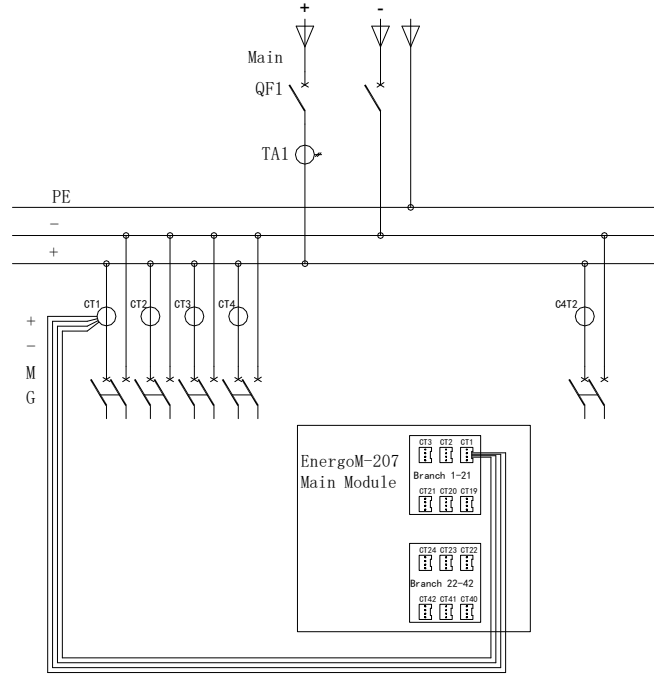 + -
Main
QF1
TA1
PE
-
+
CT1 CT2 CT3 CT4 C4T2
+
-
M
G
EnergoM-207
Main Module
CT3 CT2 CT1
Branch 1-21
CT21 CT20 CT19
CT24 CT23 CT22
Branch 22-42
CT42 CT41 CT40